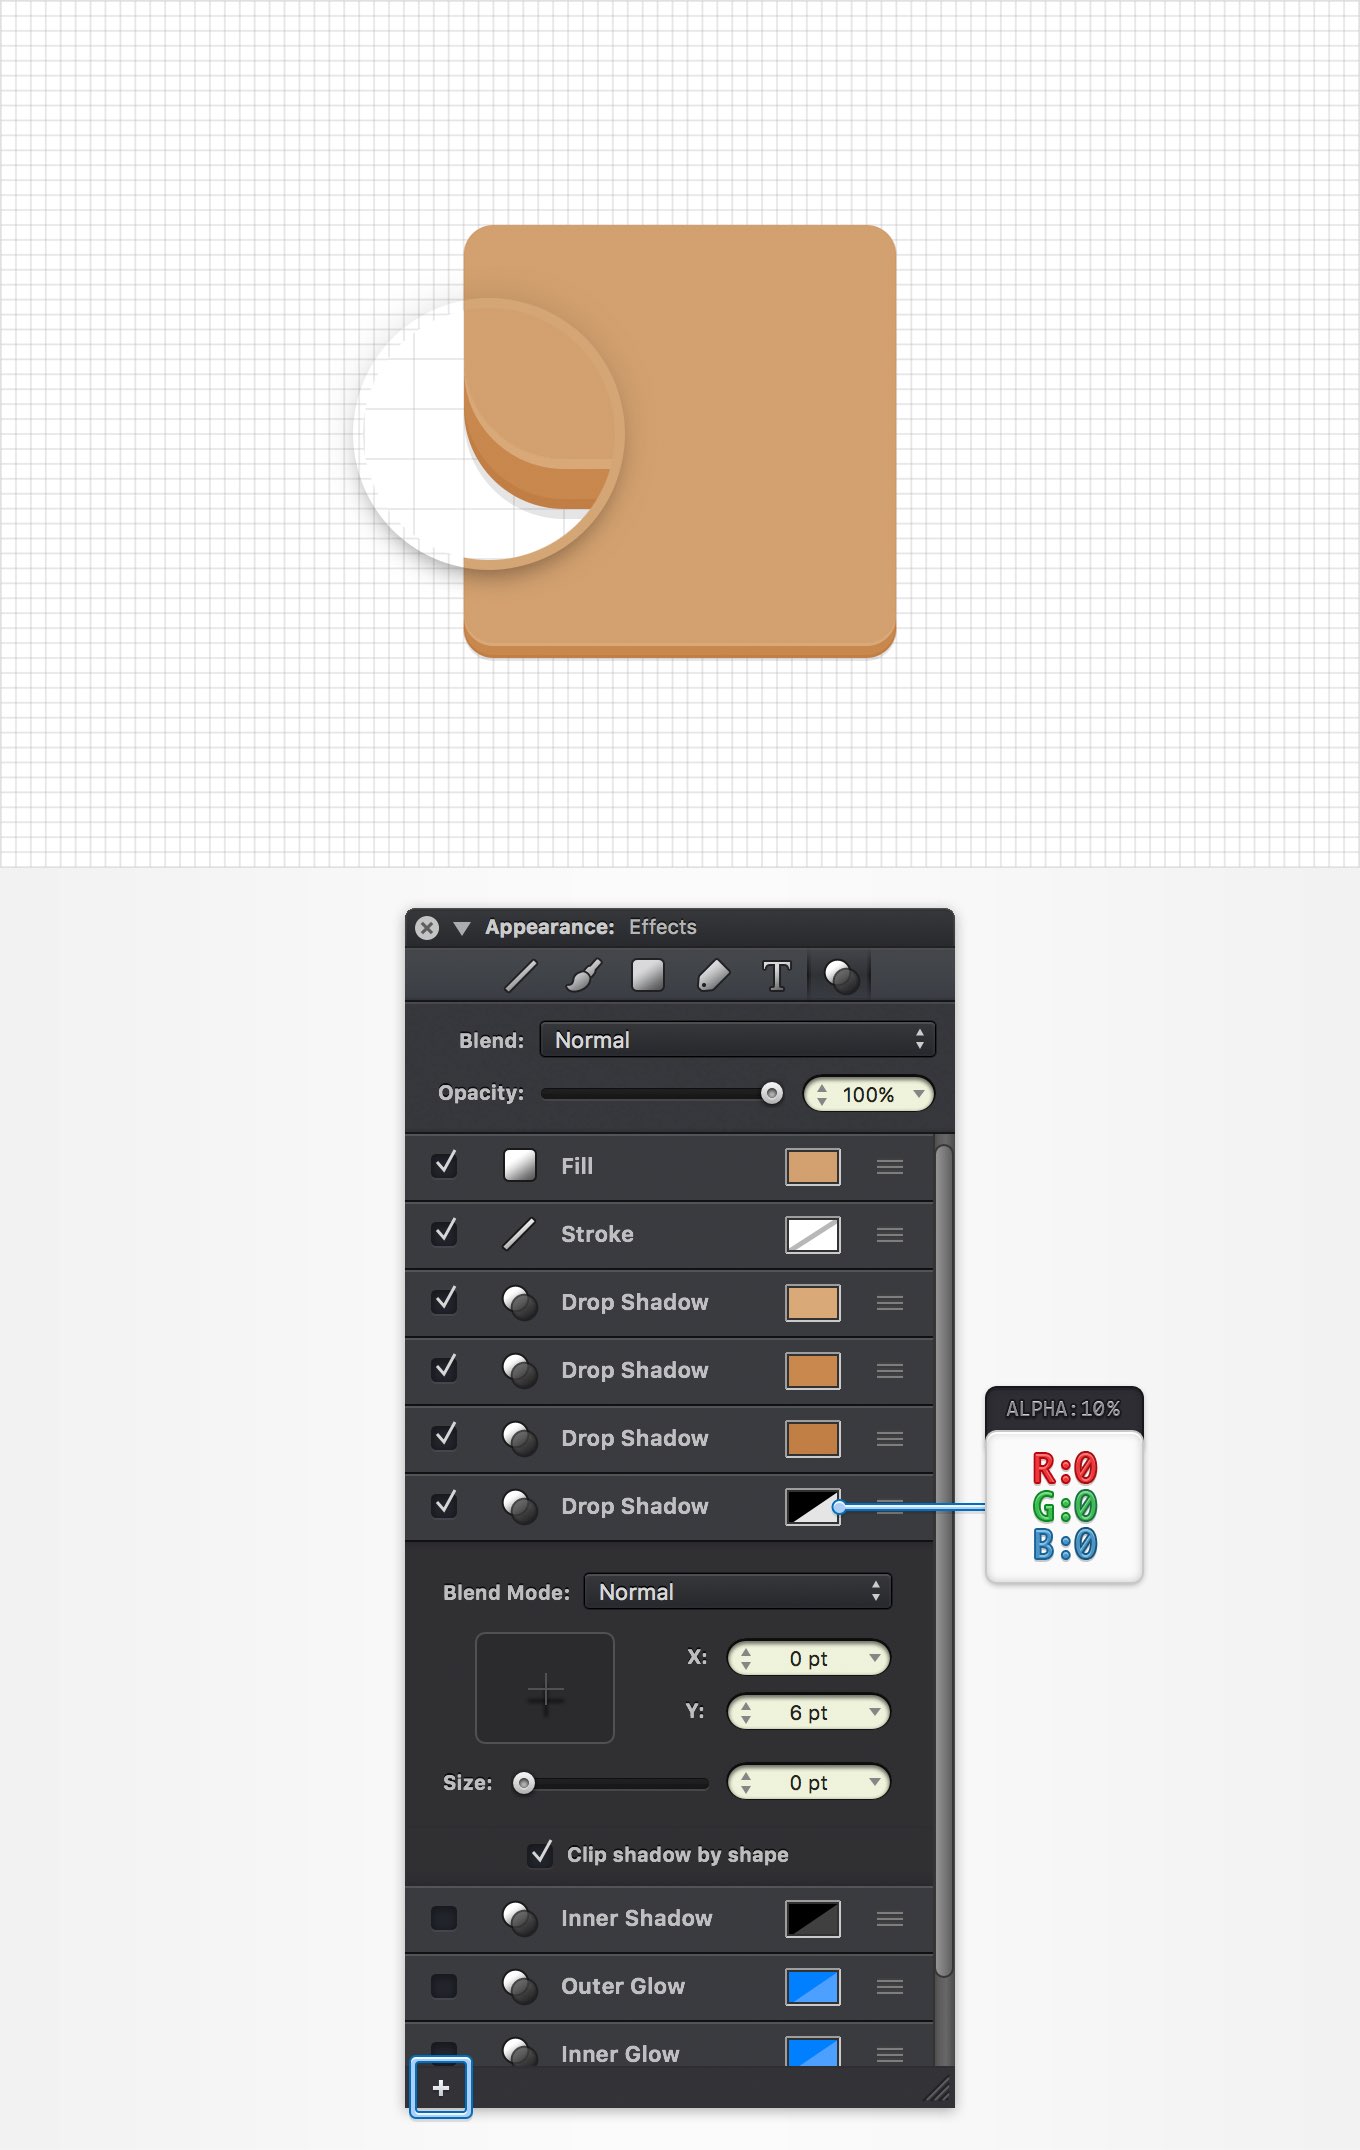 Appearance: Effects
T
Blend: Normal
Opacity: 100%
Fill
Stroke
Drop Shadow
Drop Shadow
Drop Shadow
Drop Shadow
ALPHA:10%
R:0
G:0
B:0
Blend Mode: Normal
X: 0 pt
Y: 6 pt
Size: 0 pt
Clip shadow by shape
Inner Shadow
Outer Glow
Inner Glow
+